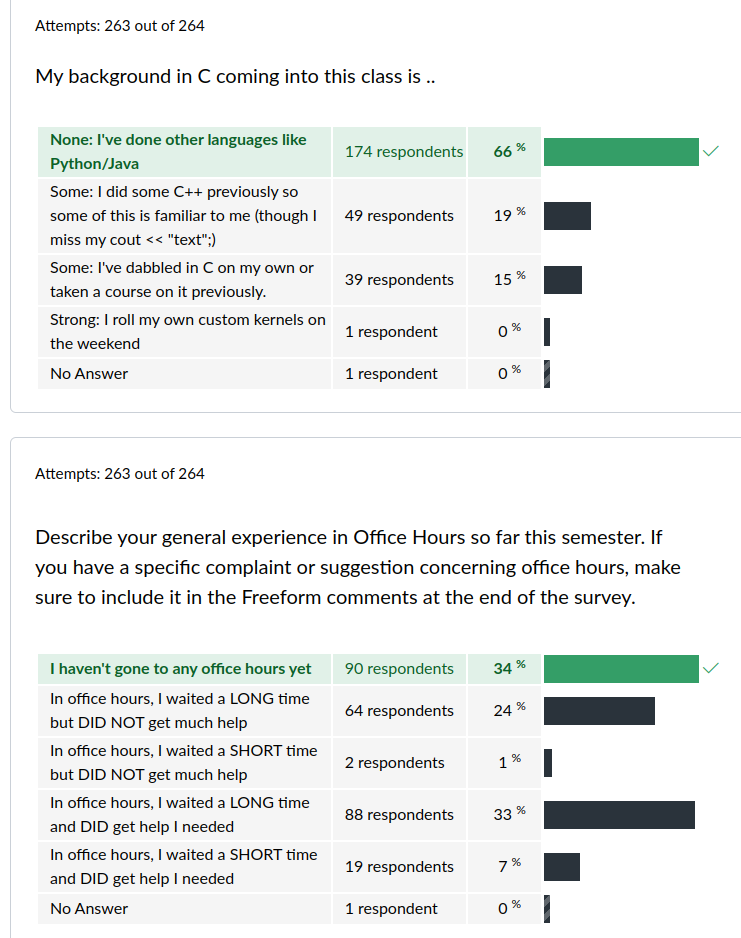 Attempts: 263 out of 264
My background in C coming into this class is ..
None: I've done other languages like
Python/Java
174 respondents
66 %
Some: I did some C++ previously so
some of this is familiar to me (though I
miss my cout << "text";)
49 respondents
19 %
Some: I've dabbled in C on my own or
taken a course on it previously.
39 respondents
15 %
Strong: I roll my own custom kernels on
the weekend
1 respondent
0 %
No Answer
1 respondent
0 %
Attempts: 263 out of 264
Describe your general experience in Office Hours so far this semester. If
you have a specific complaint or suggestion concerning office hours, make
sure to include it in the Freeform comments at the end of the survey.
I haven't gone to any office hours yet
90 respondents
34 %
In office hours, I waited a LONG time
but DID NOT get much help
64 respondents
24 %
In office hours, I waited a SHORT time
but DID NOT get much help
2 respondents
1 %
In office hours, I waited a LONG time
and DID get help I needed
88 respondents
33 %
In office hours, I waited a SHORT time
and DID get help I needed
19 respondents
7 %
No Answer
1 respondent
0 %